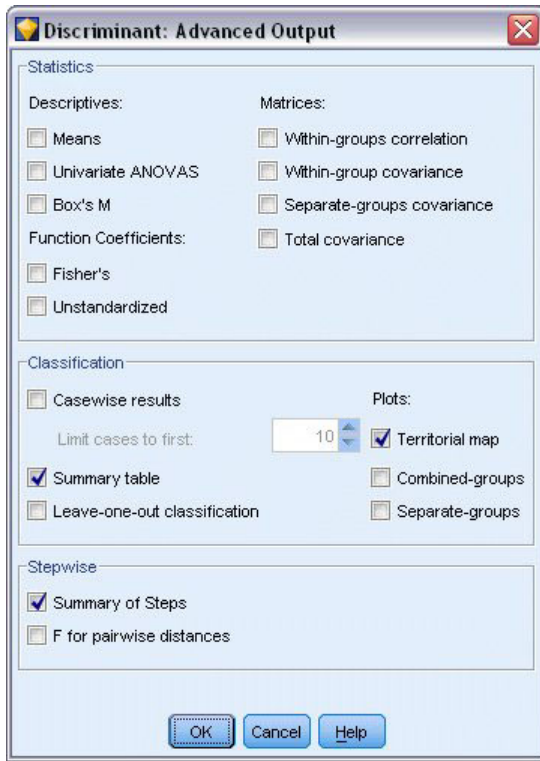 Discriminant: Advanced Output
Statistics
Descriptives:
Means
Univariate ANOVAS
Box's M
Function Coefficients:
Fisher's
Unstandardized
Matrices:
Within-groups correlation
Within-group covariance
Separate-groups covariance
Total covariance
Classification
Casewise results
Limit cases to first: 10
Summary table
Leave-one-out classification
Plots:
Territorial map
Combined-groups
Separate-groups
Stepwise
Summary of Steps
F for pairwise distances
OK Cancel Help